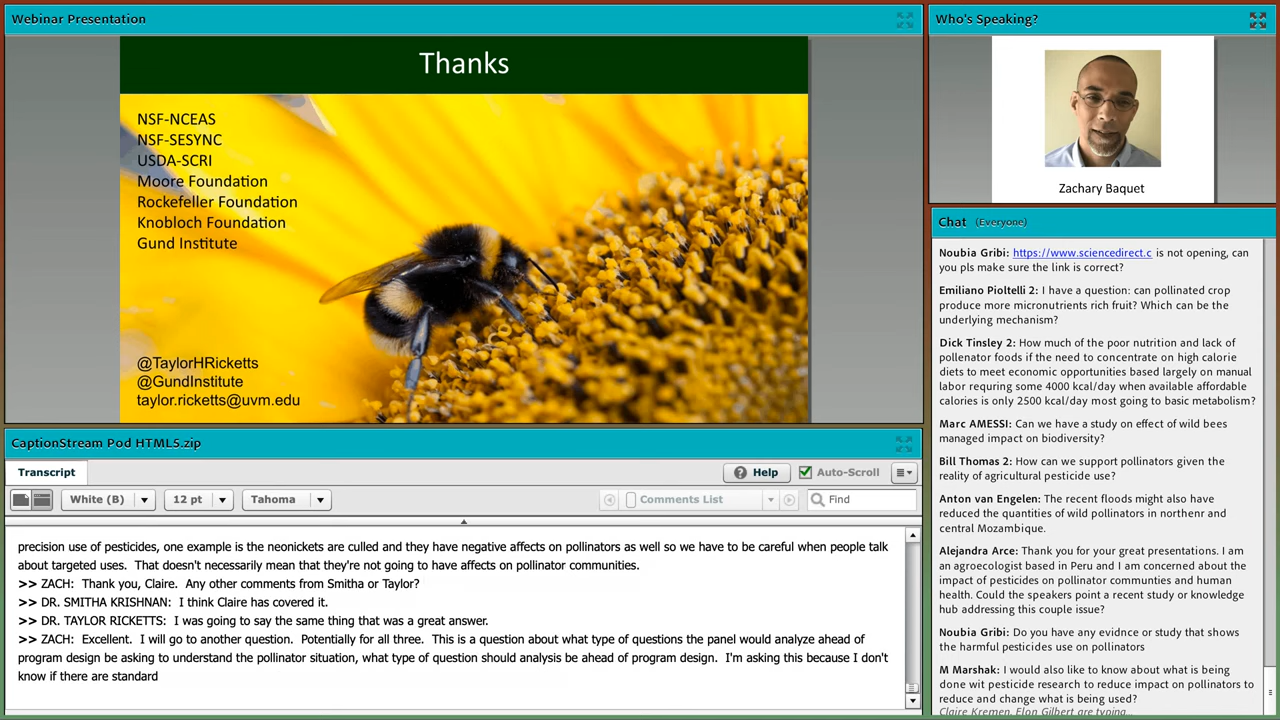 Webinar Presentation
Thanks
NSF-NCEAS
NSF-SESYNC
USDA-SCRI
Moore Foundation
Rockefeller Foundation
Knobloch Foundation
Gund Institute
@TaylorHRicketts
@GundInstitute
taylor.ricketts@uvm.edu
CaptionStream Pod HTML5.zip
Transcript
Help
Auto-Scroll
White (B)
12 pt
Tahoma
Comments List
Find
precision use of pesticides, one example is the neonickets are culled and they have negative affects on pollinators as well so we have to be careful when people talk
about targeted uses.  That doesn't necessarily mean that they're not going to have affects on pollinator communities.
>> ZACH:  Thank you, Claire.  Any other comments from Smitha or Taylor?
>> DR. SMITHA KRISHNAN:  I think Claire has covered it.
>> DR. TAYLOR RICKETTS:  I was going to say the same thing that was a great answer.
>> ZACH:  Excellent.  I will go to another question.  Potentially for all three.  This is a question about what type of questions the panel would analyze ahead of
program design be asking to understand the pollinator situation, what type of question should analysis be ahead of program design.  I'm asking this because I don't
know if there are standard
Who's Speaking?
Zachary Baquet
Chat (Everyone)
Noubia Gribi: https://www.sciencedirect.c is not opening, can
you pls make sure the link is correct?
Emiliano Pioltelli 2: I have a question: can pollinated crop
produce more micronutrients rich fruit? Which can be the
underlying mechanism?
Dick Tinsley 2: How much of the poor nutrition and lack of
pollenator foods if the need to concentrate on high calorie
diets to meet economic opportunities based largely on manual
labor requring some 4000 kcal/day when available affordable
calories is only 2500 kcal/day most going to basic metabolism?
Marc AMESSI: Can we have a study on effect of wild bees
managed impact on biodiversity?
Bill Thomas 2: How can we support pollinators given the
reality of agricultural pesticide use?
Anton van Engelen: The recent floods might also have
reduced the quantities of wild pollinators in northenr and
central Mozambique.
Alejandra Arce: Thank you for your great presentations. I am
an agroecologist based in Peru and I am concerned about the
impact of pesticides on pollinator communties and human
health. Could the speakers point a recent study or knowledge
hub addressing this couple issue?
Noubia Gribi: Do you have any evidnce or study that shows
the harmful pesticides use on pollinators
M Marshak: I would also like to know about what is being
done wit pesticide research to reduce impact on pollinators to
reduce and change what is being used?
Claire Kremen, Elon Gilbert are typing...